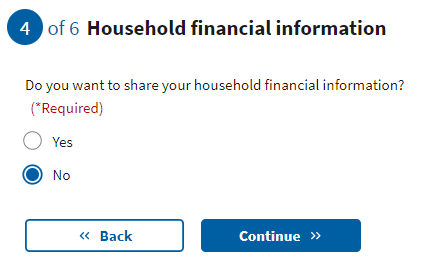 4 of 6 Household financial information
Do you want to share your household financial information?
(*Required)
Yes
No
« Back
Continue »